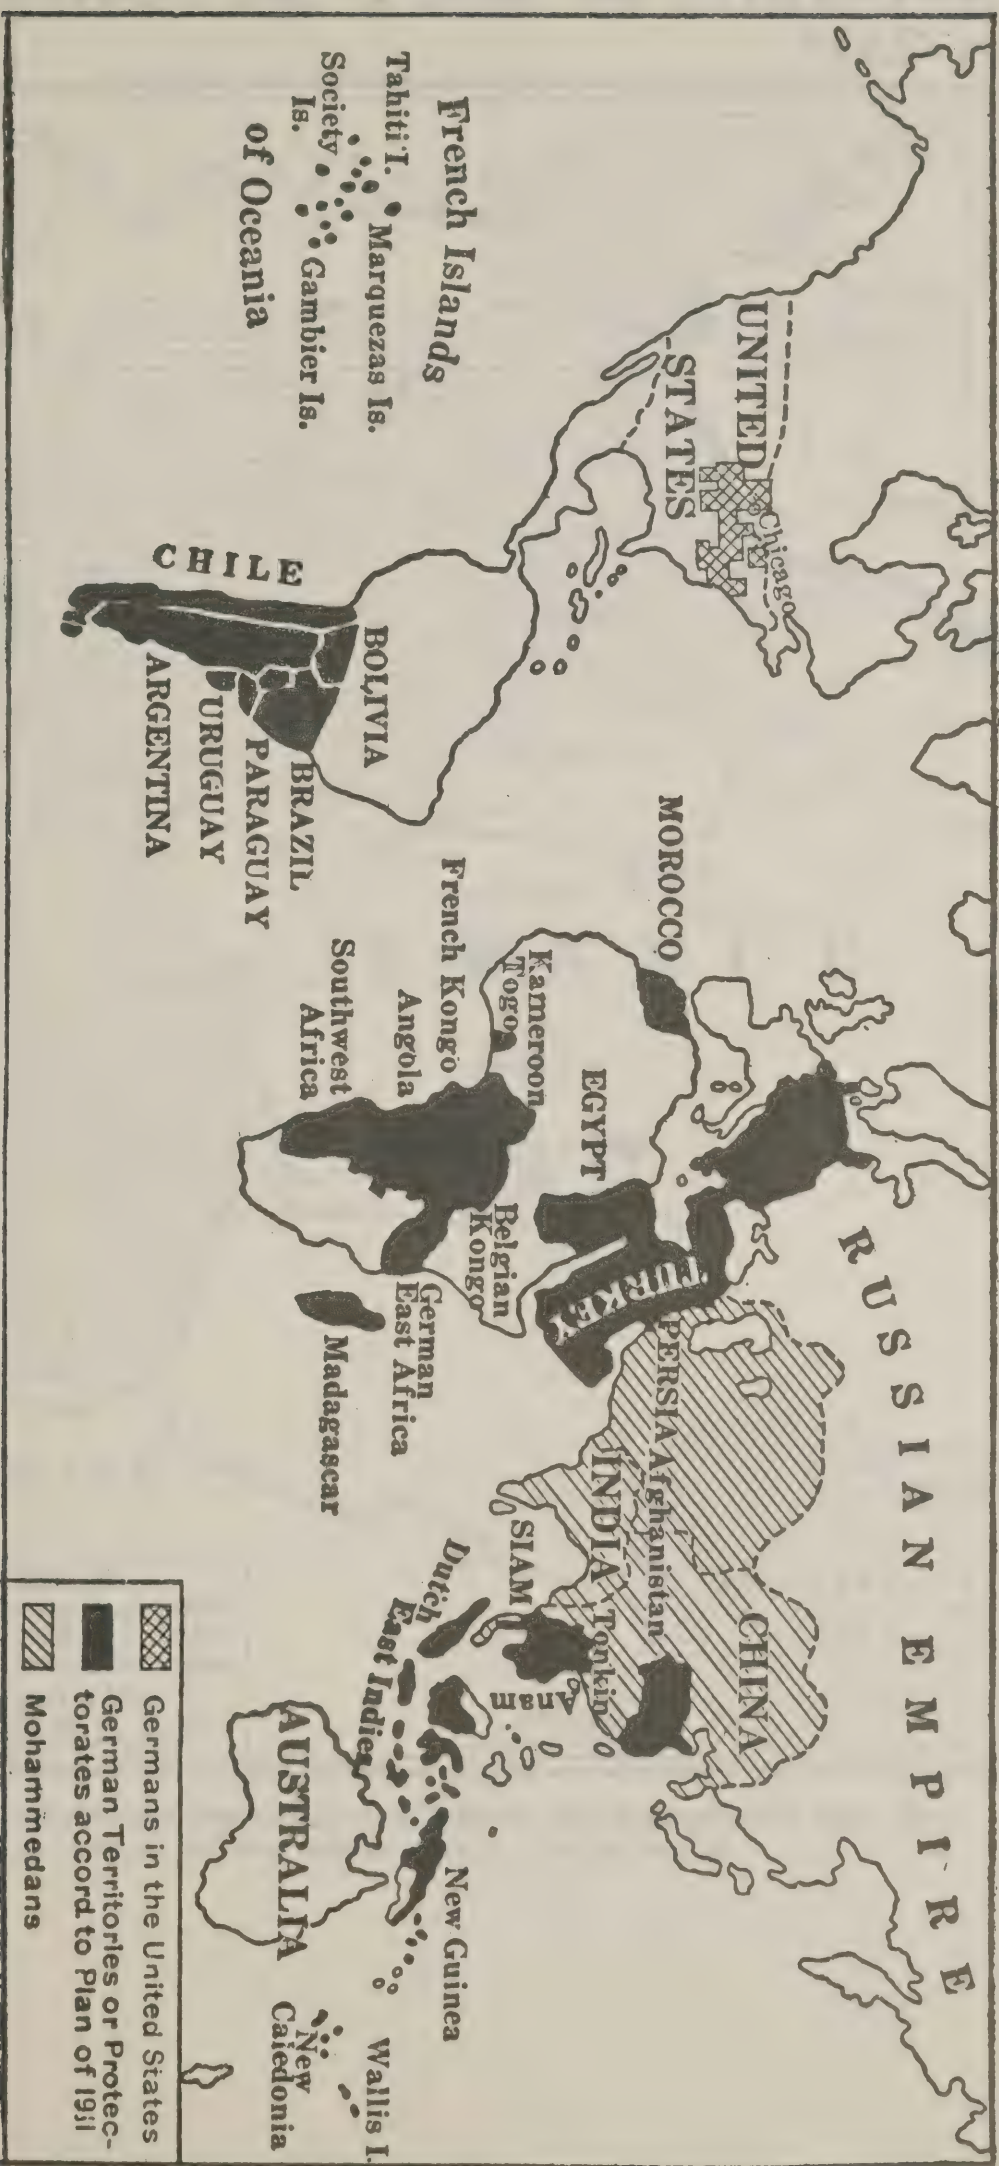 French Islands
Tahiti I.
Marquezas Is.
Society
Is.
Gambier Is.
of Oceania
UNITED
STATES
Chicago
CHILE
BOLIVIA
BRAZIL
PARAGUAY
URUGUAY
ARGENTINA
MOROCCO
EGYPT
Kameroon
Togo
French Kongo
Angola
Southwest
Africa
Belgian
Kongo
German
East Africa
Madagascar
TURKEY
RUSSIAN EMPIRE
PERSIA
Afghanistan
INDIA
CHINA
SIAM
Tonkin
Anam
Dutch
East Indies
New Guinea
AUSTRALIA
Wallis I.
New
Caledonia
Germans in the United States
German Territories or Protec-
torates accord to Plan of 1911
Mohammedans